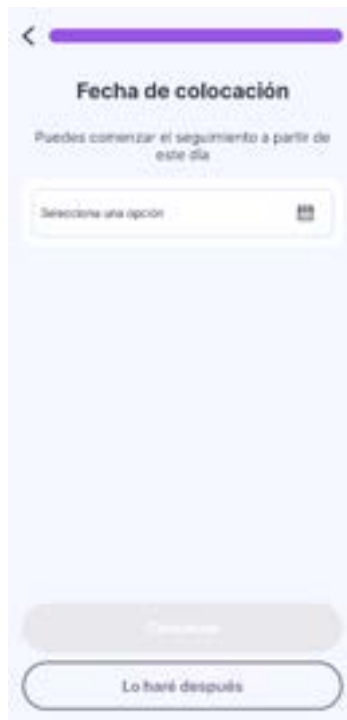 Fecha de colocación
Puedes comenzar el seguimiento a partir de
este día
Selecciona una opción
Lo haré después